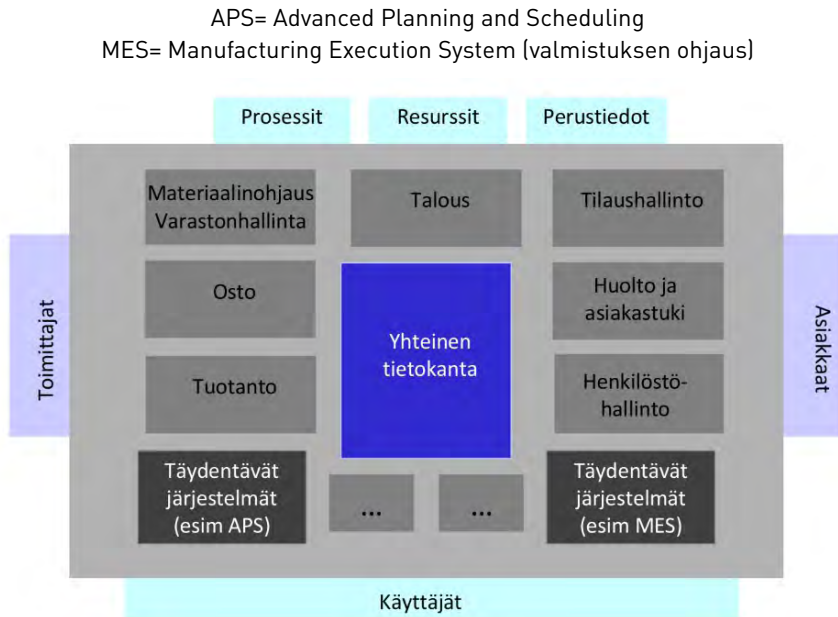 APS= Advanced Planning and Scheduling
MES= Manufacturing Execution System (valmistuksen ohjaus)
Prosessit
Resurssit
Perustiedot
Materiaalinohjaus
Varastonhallinta
Talous
Tilaushallinto
Toimittajat
Osto
Yhteinen
tietokanta
Huolto ja
asiakastuki
Asiakkaat
Tuotanto
Henkilöstö-
hallinto
Täydentävät
järjestelmät
(esim APS)
...
...
Täydentävät
järjestelmät
(esim MES)
Käyttäjät